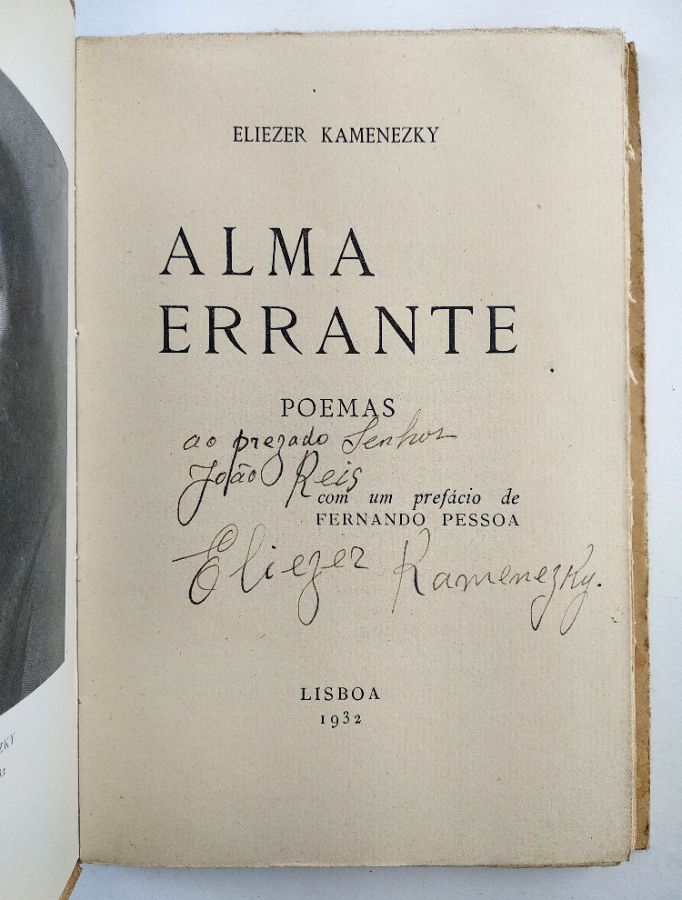 ELIEZER KAMENEZKY
ALMA
ERRANTE
POEMAS
ao prezado Senhor
João Reis
com um prefácio de
FERNANDO PESSOA
Eliezer Kamenezky.
LISBOA
1932